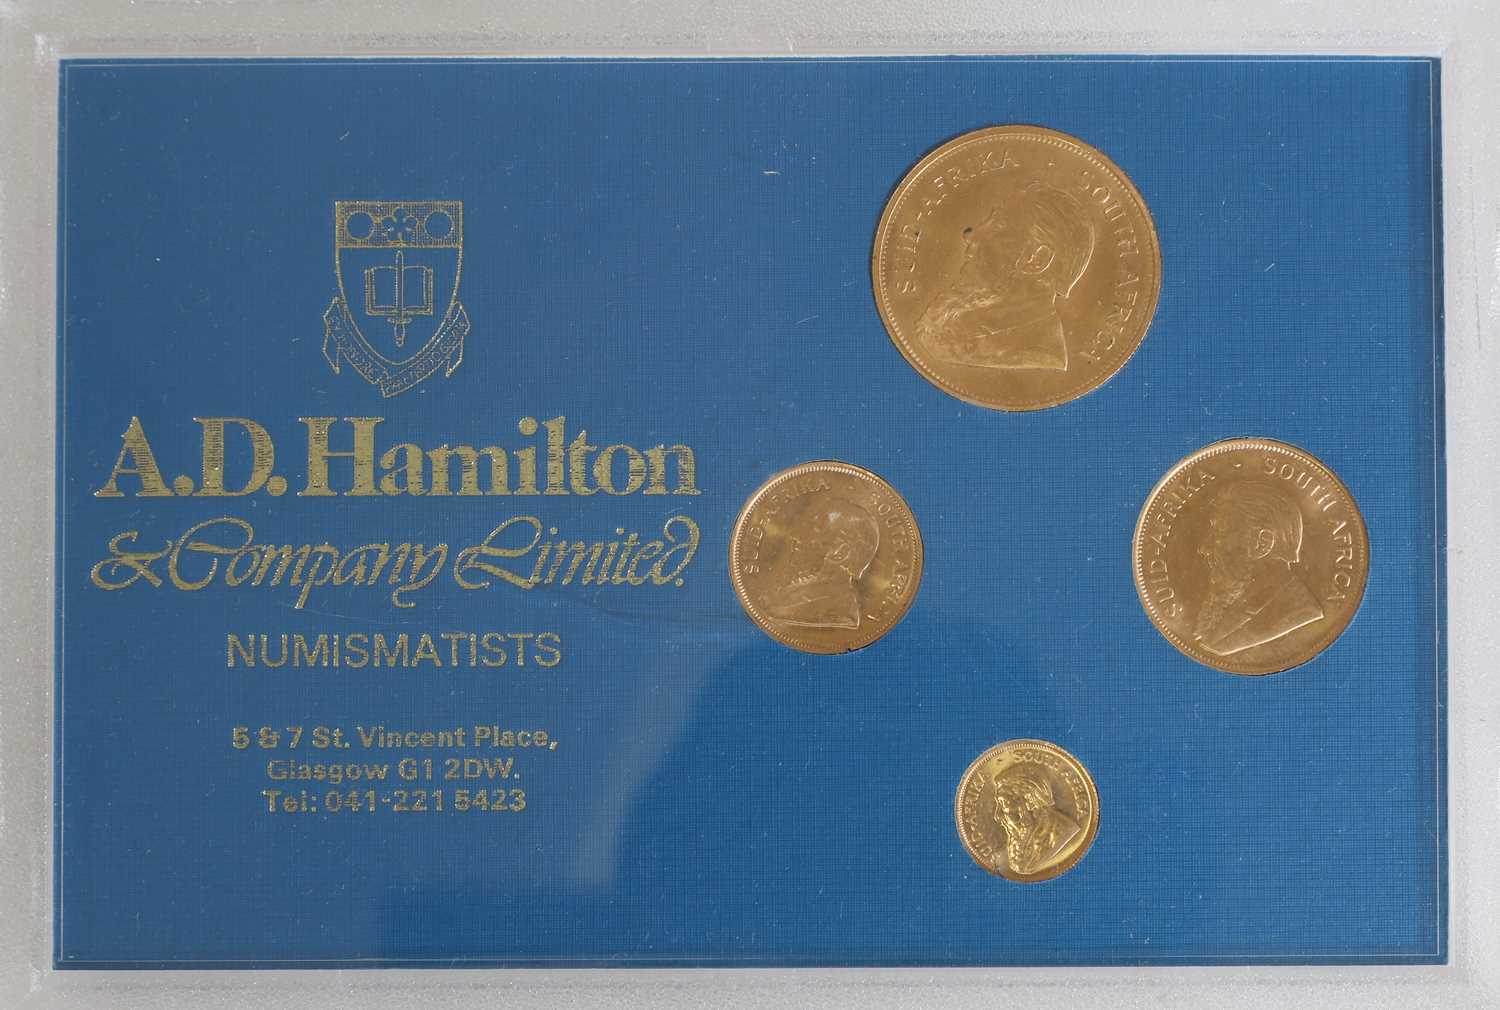 A.D. Hamilton
& Company Limited.
NUMISMATISTS
5 & 7 St. Vincent Place,
Glasgow G1 2DW.
Tel: 041-221 5423
SUID-AFRIKA · SOUTH AFRICA
SUID-AFRIKA · SOUTH AFRICA
SUID-AFRIKA · SOUTH AFRICA
SUID-AFRIKA · SOUTH AFRICA